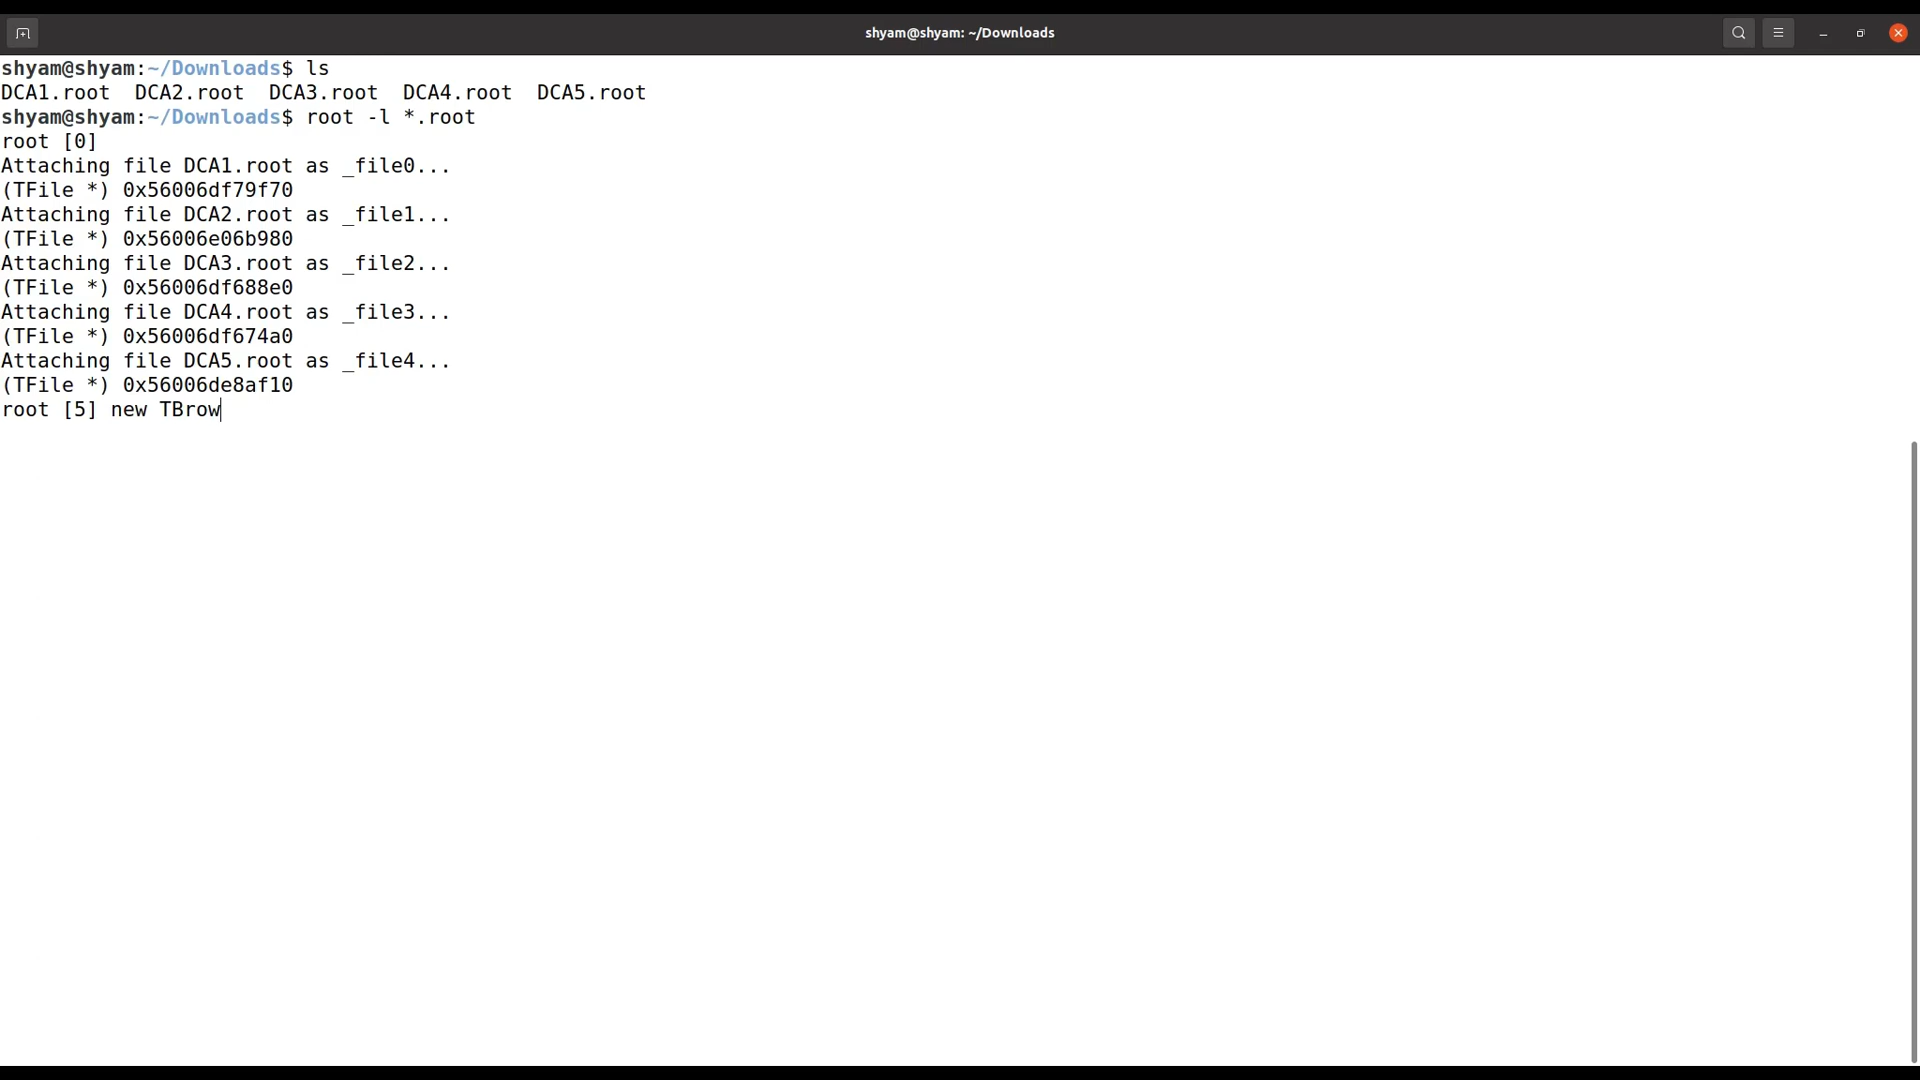 shyam@shyam: ~/Downloads
shyam@shyam:~/Downloads$ ls
DCA1.root  DCA2.root  DCA3.root  DCA4.root  DCA5.root
shyam@shyam:~/Downloads$ root -l *.root
root [0]
Attaching file DCA1.root as _file0...
(TFile *) 0x56006df79f70
Attaching file DCA2.root as _file1...
(TFile *) 0x56006e06b980
Attaching file DCA3.root as _file2...
(TFile *) 0x56006df688e0
Attaching file DCA4.root as _file3...
(TFile *) 0x56006df674a0
Attaching file DCA5.root as _file4...
(TFile *) 0x56006de8af10
root [5] new TBrow